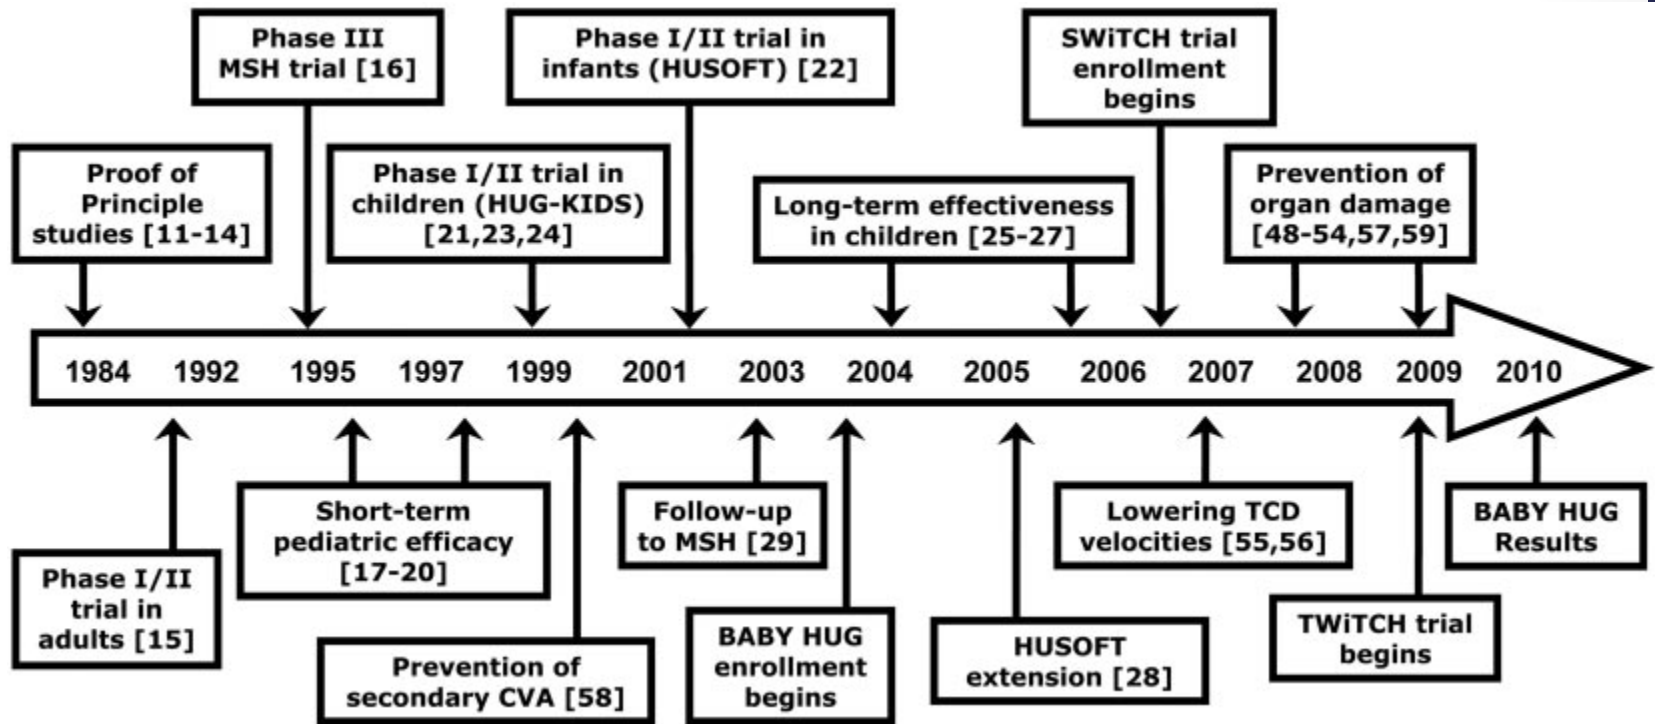 Phase III
MSH trial [16]
Phase I/II trial in
infants (HUSOFT) [22]
SWiTCH trial
enrollment
begins
Proof of
Principle
studies [11-14]
Phase I/II trial in
children (HUG-KIDS)
[21,23,24]
Long-term effectiveness
in children [25-27]
Prevention of
organ damage
[48-54,57,59]
1984 1992 1995 1997 1999 2001 2003 2004 2005 2006 2007 2008 2009 2010
Phase I/II
trial in
adults [15]
Short-term
pediatric efficacy
[17-20]
Prevention of
secondary CVA [58]
Follow-up
to MSH [29]
BABY HUG
enrollment
begins
HUSOFT
extension [28]
Lowering TCD
velocities [55,56]
TWiTCH trial
begins
BABY HUG
Results